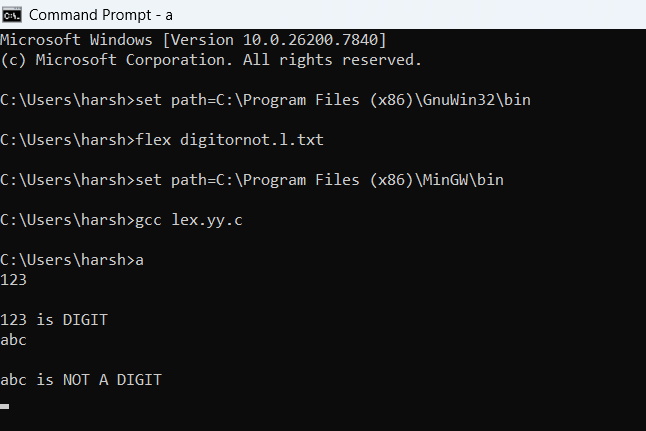 Command Prompt - a
Microsoft Windows [Version 10.0.26200.7840]
(c) Microsoft Corporation. All rights reserved.
C:\Users\harsh>set path=C:\Program Files (x86)\GnuWin32\bin
C:\Users\harsh>flex digitornot.l.txt
C:\Users\harsh>set path=C:\Program Files (x86)\MinGW\bin
C:\Users\harsh>gcc lex.yy.c
C:\Users\harsh>a
123
123 is DIGIT
abc
abc is NOT A DIGIT